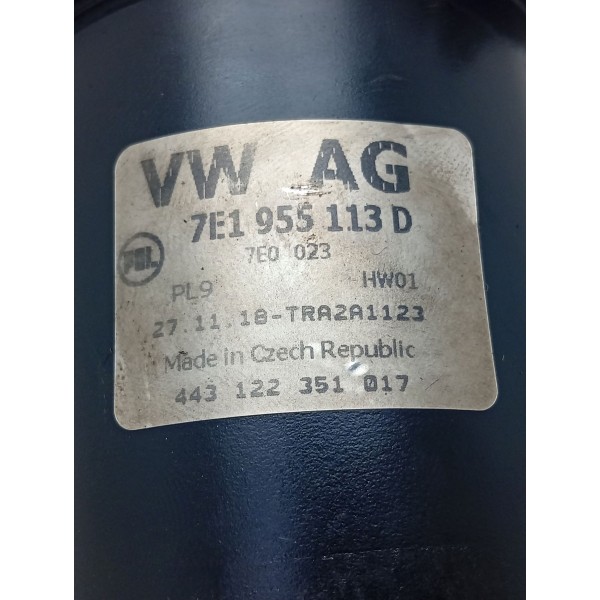 VW AG
7E1 955 113 D
7E0 023
PL9 HW01
27.11.18-TRA2A1123
Made in Czech Republic
443 122 351 017